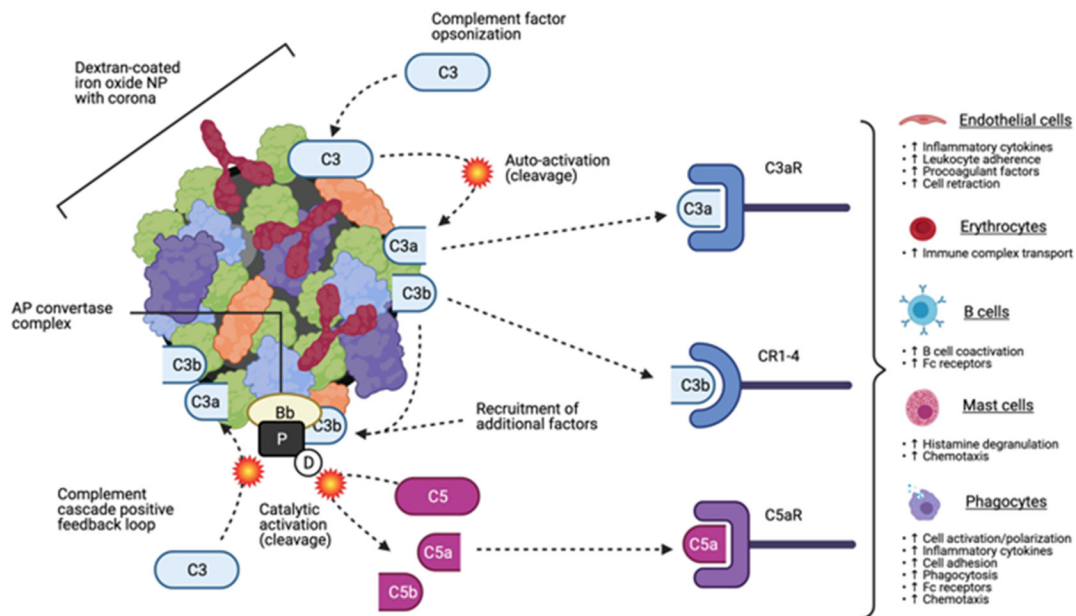 Complement factor
opsonization
C3
Dextran-coated
iron oxide NP
with corona
C3
Auto-activation
(cleavage)
C3aR
C3a
C3a
C3b
AP convertase
complex
CR1-4
C3b
C3b
C3a
Bb
C3b
P
D
Recruitment of
additional factors
Complement
cascade positive
feedback loop
Catalytic
activation
(cleavage)
C5
C3
C5a
C5b
C5aR
C5a
Endothelial cells
• ↑ Inflammatory cytokines
• ↑ Leukocyte adherence
• ↑ Procoagulant factors
• ↑ Cell retraction
Erythrocytes
• ↑ Immune complex transport
B cells
• ↑ B cell coactivation
• ↑ Fc receptors
Mast cells
• ↑ Histamine degranulation
• ↑ Chemotaxis
Phagocytes
• ↑ Cell activation/polarization
• ↑ Inflammatory cytokines
• ↑ Cell adhesion
• ↑ Phagocytosis
• ↑ Fc receptors
• ↑ Chemotaxis